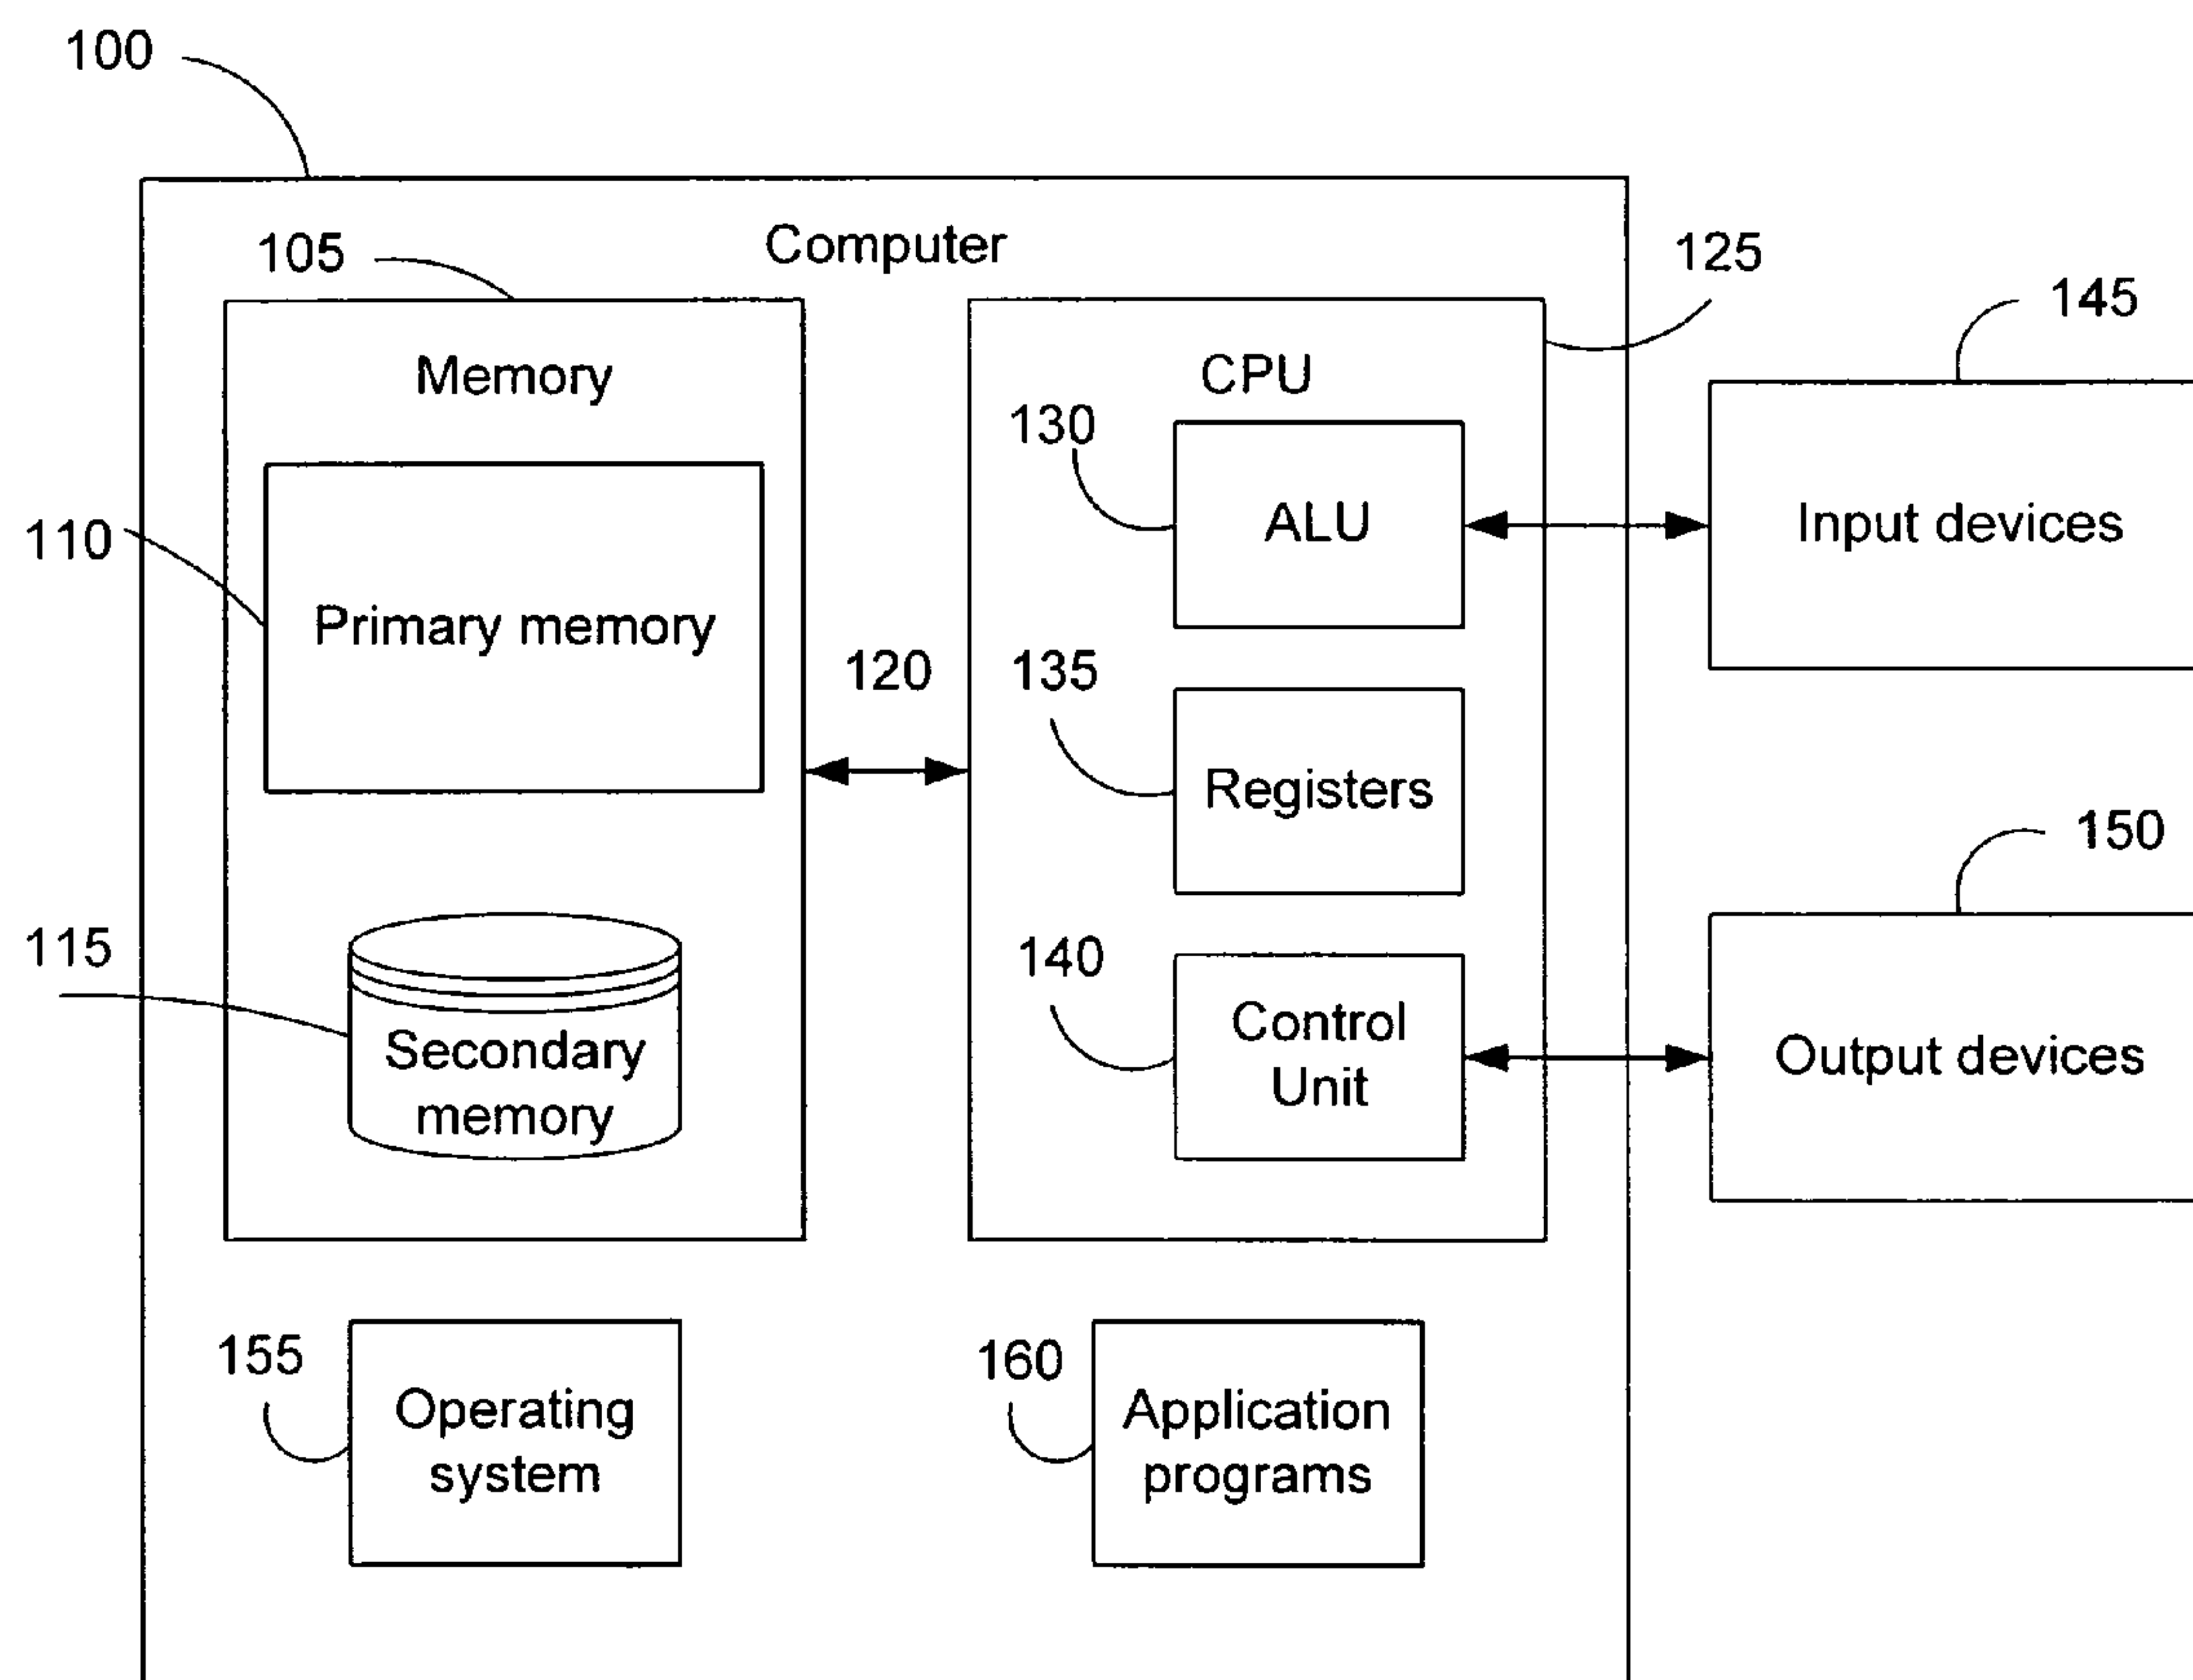 100
Computer
105
125
145
Memory
CPU
130
110
ALU
Input devices
Primary memory
120
135
Registers
150
115
140
Secondary
memory
Control
Unit
Output devices
155
160
Operating
system
Application
programs